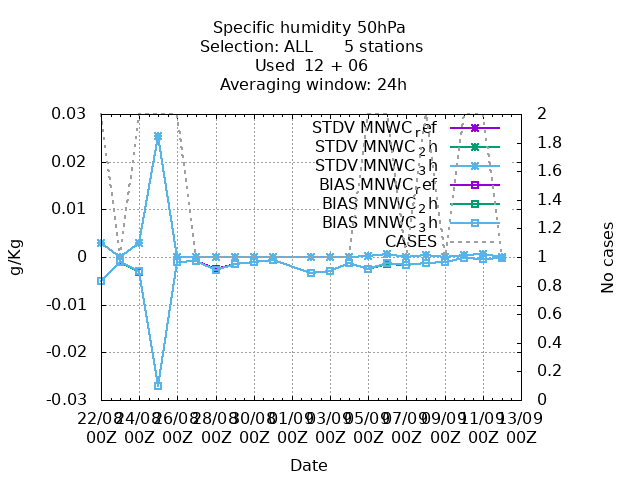 Specific humidity 50hPa
Selection: ALL 5 stations
Used 12 + 06
Averaging window: 24h
0.03
0.02
0.01
0
-0.01
-0.02
-0.03
g/Kg
STDV MNWC_ref
STDV MNWC_2h
STDV MNWC_3h
BIAS MNWC_ref
BIAS MNWC_2h
BIAS MNWC_3h
CASES
2
1.8
1.6
1.4
1.2
1
0.8
0.6
0.4
0.2
0
No cases
22/08 24/08 26/08 28/08 30/08 01/09 03/09 05/09 07/09 09/09 11/09 13/09
00Z 00Z 00Z 00Z 00Z 00Z 00Z 00Z 00Z 00Z 00Z 00Z
Date